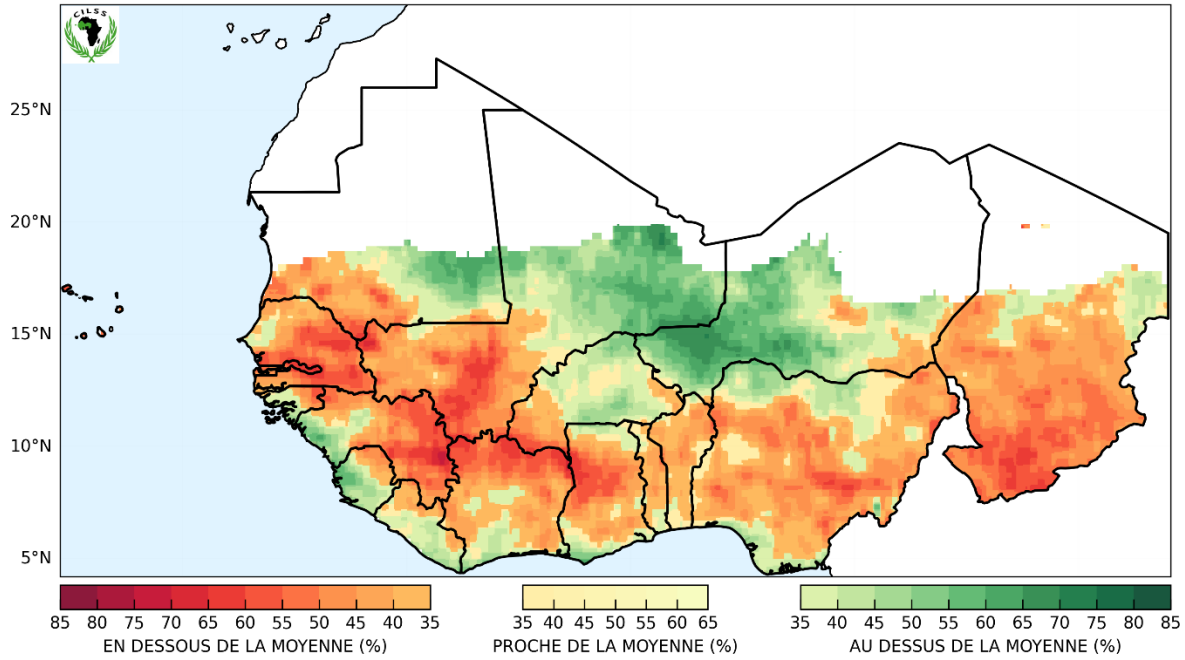 CILSS
25°N
20°N
15°N
10°N
5°N
85 80 75 70 65 60 55 50 45 40 35
35 40 45 50 55 60 65
35 40 45 50 55 60 65 70 75 80 85
EN DESSOUS DE LA MOYENNE (%)
PROCHE DE LA MOYENNE (%)
AU DESSUS DE LA MOYENNE (%)